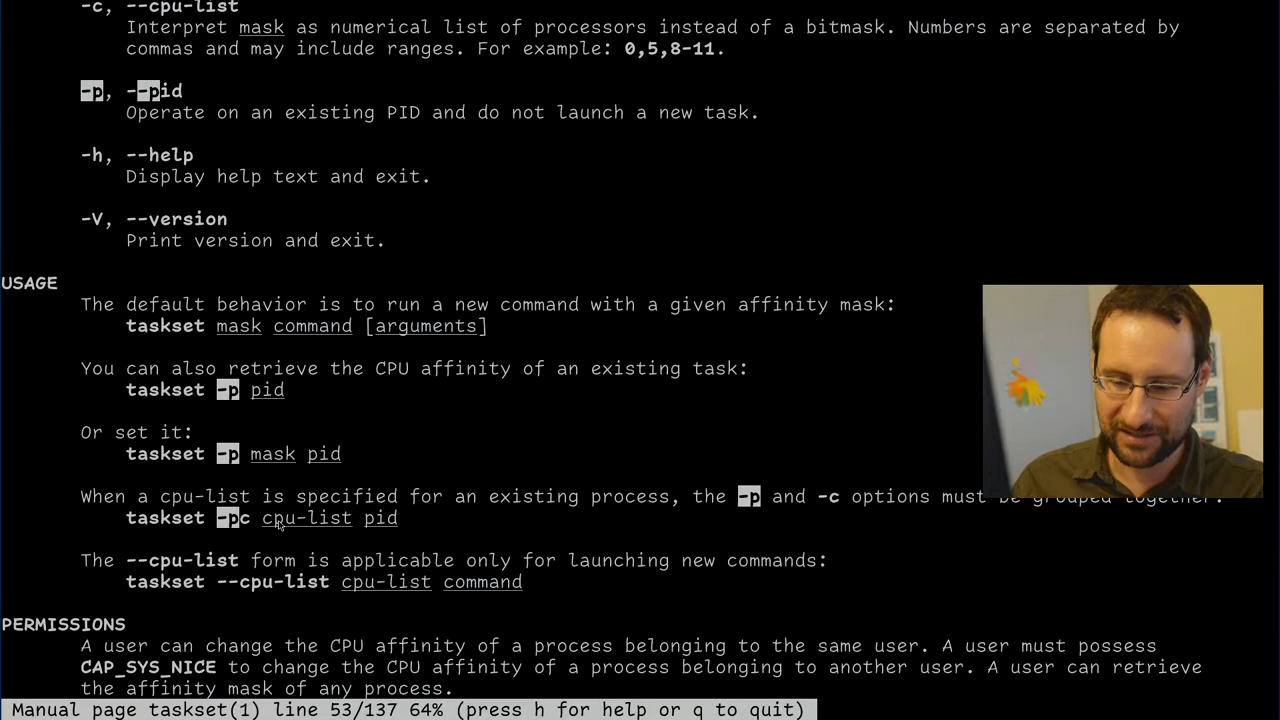 -c, --cpu-list
Interpret mask as numerical list of processors instead of a bitmask. Numbers are separated by
commas and may include ranges. For example: 0,5,8-11.
-p, --pid
Operate on an existing PID and do not launch a new task.
-h, --help
Display help text and exit.
-V, --version
Print version and exit.
USAGE
The default behavior is to run a new command with a given affinity mask:
taskset mask command [arguments]
You can also retrieve the CPU affinity of an existing task:
taskset -p pid
Or set it:
taskset -p mask pid
When a cpu-list is specified for an existing process, the -p and -c options must be grouped together:
taskset -pc cpu-list pid
The --cpu-list form is applicable only for launching new commands:
taskset --cpu-list cpu-list command
PERMISSIONS
A user can change the CPU affinity of a process belonging to the same user. A user must possess
CAP_SYS_NICE to change the CPU affinity of a process belonging to another user. A user can retrieve
the affinity mask of any process.
Manual page taskset(1) line 53/137 64% (press h for help or q to quit)